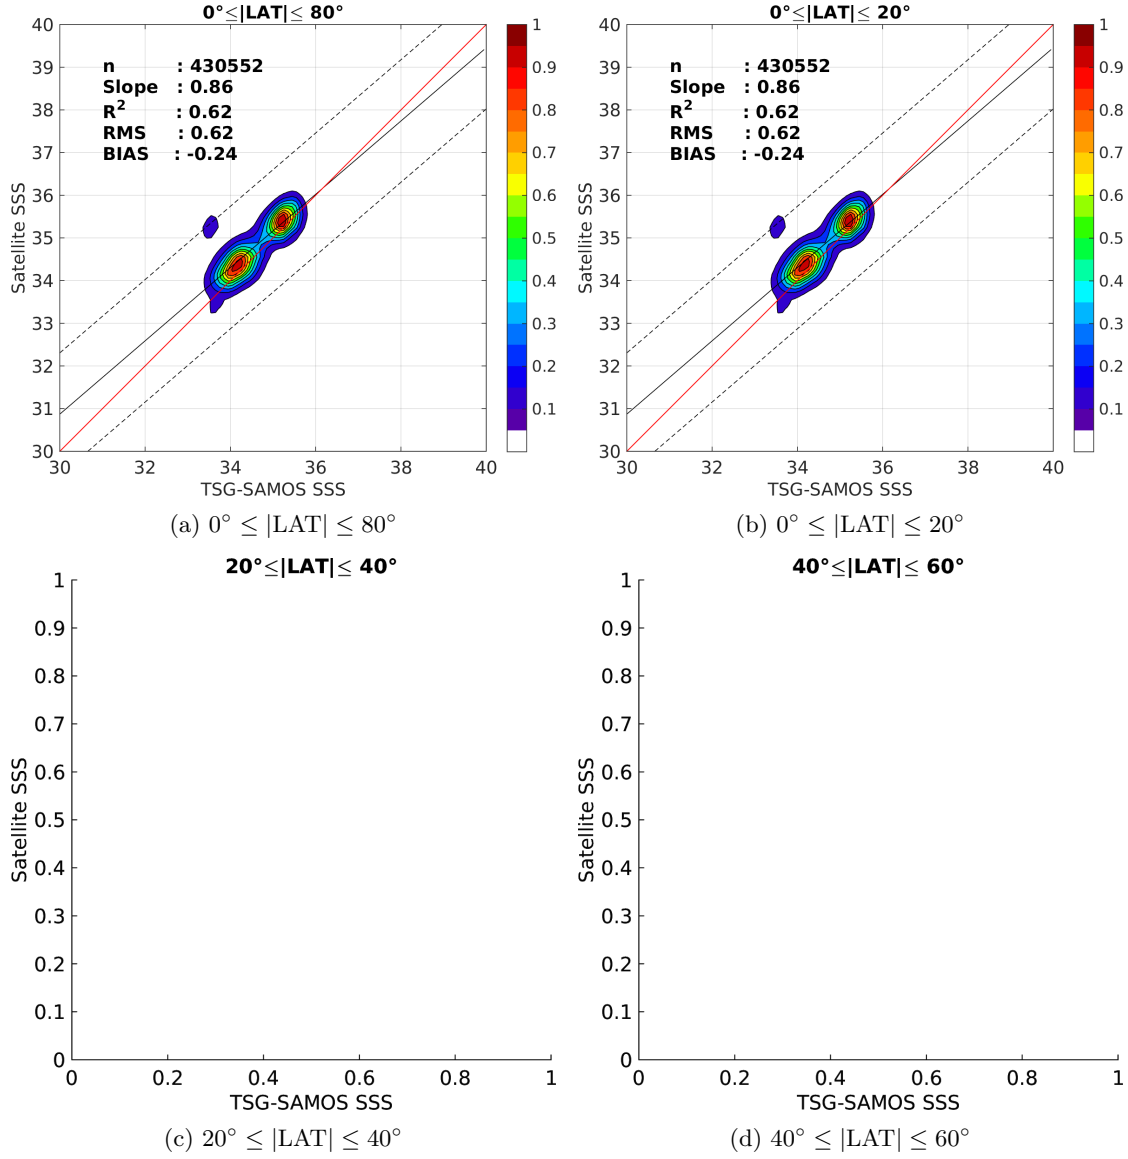 0°≤|LAT|≤ 80°
n : 430552
Slope : 0.86
R² : 0.62
RMS : 0.62
BIAS : -0.24
Satellite SSS
40
39
38
37
36
35
34
33
32
31
30
30 32 34 36 38 40
TSG-SAMOS SSS
1
0.9
0.8
0.7
0.6
0.5
0.4
0.3
0.2
0.1
(a) 0° ≤ |LAT| ≤ 80°
0°≤|LAT|≤ 20°
n : 430552
Slope : 0.86
R² : 0.62
RMS : 0.62
BIAS : -0.24
Satellite SSS
40
39
38
37
36
35
34
33
32
31
30
30 32 34 36 38 40
TSG-SAMOS SSS
1
0.9
0.8
0.7
0.6
0.5
0.4
0.3
0.2
0.1
(b) 0° ≤ |LAT| ≤ 20°
20°≤|LAT|≤ 40°
Satellite SSS
1
0.9
0.8
0.7
0.6
0.5
0.4
0.3
0.2
0.1
0
0 0.2 0.4 0.6 0.8 1
TSG-SAMOS SSS
(c) 20° ≤ |LAT| ≤ 40°
40°≤|LAT|≤ 60°
Satellite SSS
1
0.9
0.8
0.7
0.6
0.5
0.4
0.3
0.2
0.1
0
0 0.2 0.4 0.6 0.8 1
TSG-SAMOS SSS
(d) 40° ≤ |LAT| ≤ 60°